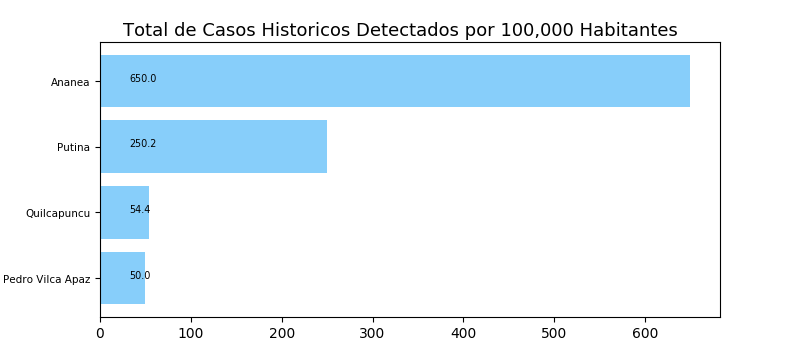 Total de Casos Historicos Detectados por 100,000 Habitantes
Ananea 650.0
Putina 250.2
Quilcapuncu 54.4
Pedro Vilca Apaz 50.0
0 100 200 300 400 500 600